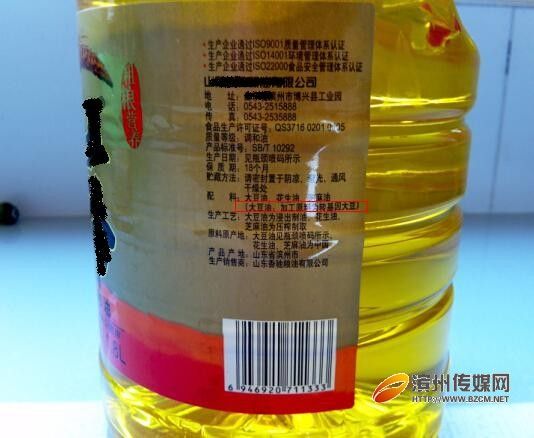 ·生产企业通过ISO9001质量管理体系认证
·生产企业通过ISO14001环境管理体系认证
·生产企业通过ISO22000食品安全管理体系认证
山 有限公司
地 址: 滨州市博兴县工业园
电 话: 0543-2515888
传 真: 0543-2535888
食品生产许可证号: QS3716 0201
质量等级: 调和油
产品标准号: SB/T 10292
生产日期: 见瓶颈喷码所示
保 质 期: 18个月
贮藏方法: 请密封置于阴凉、避光、通风
干燥处
配 料: 大豆油、花生油、芝麻油
(大豆油、加工原料为转基因大豆)
生产工艺: 大豆油为浸出制油、花生油、
芝麻油为压榨制取
原料原产地: 大豆油见瓶颈喷码所示、
花生油、芝麻油为中国
产品产地: 山东省滨州市
生产销售商: 山东香驰粮油有限公司
营养
8L
6 946920 711333
滨州传媒网
WWW.BZCM.NET